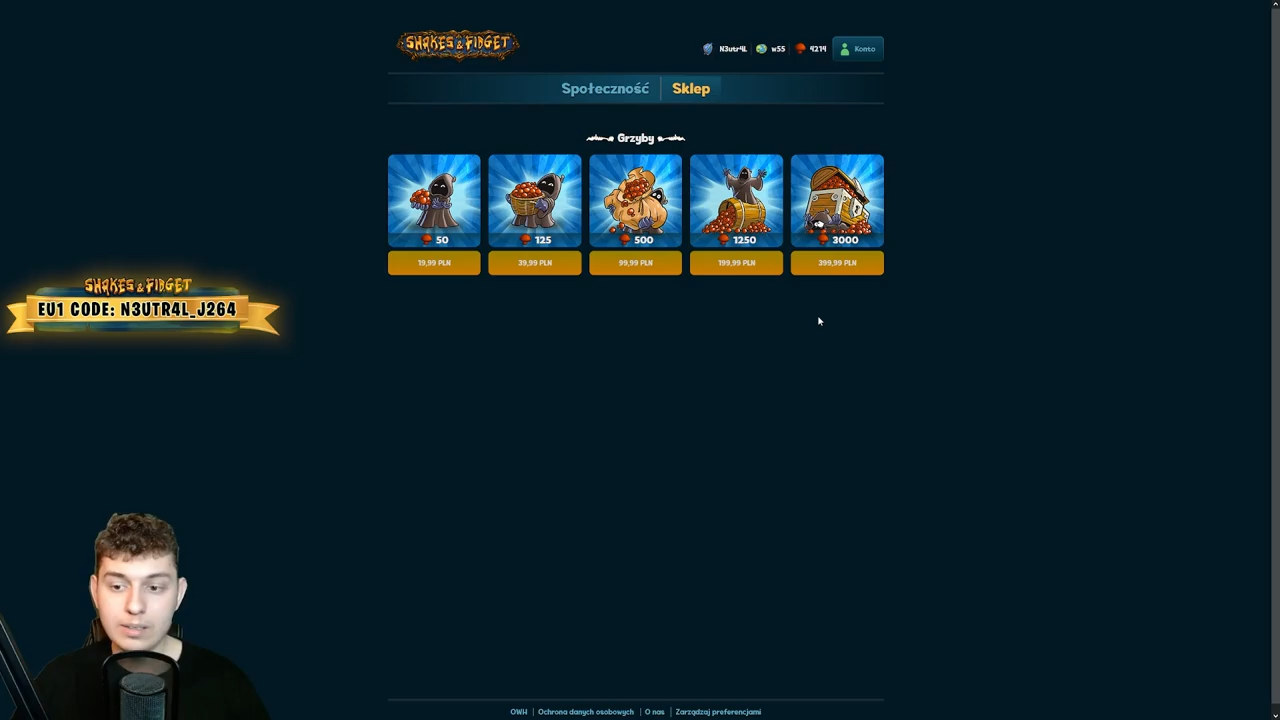 SHAKES & FIDGET
N3utr4L
w55
4214
Konto
Społeczność
Sklep
Grzyby
50
125
500
1250
3000
19,99 PLN
39,99 PLN
99,99 PLN
199,99 PLN
399,99 PLN
SHAKES & FIDGET
EU1 CODE: N3UTR4L_J264
OWH
Ochrona danych osobowych
O nas
Zarządzaj preferencjami